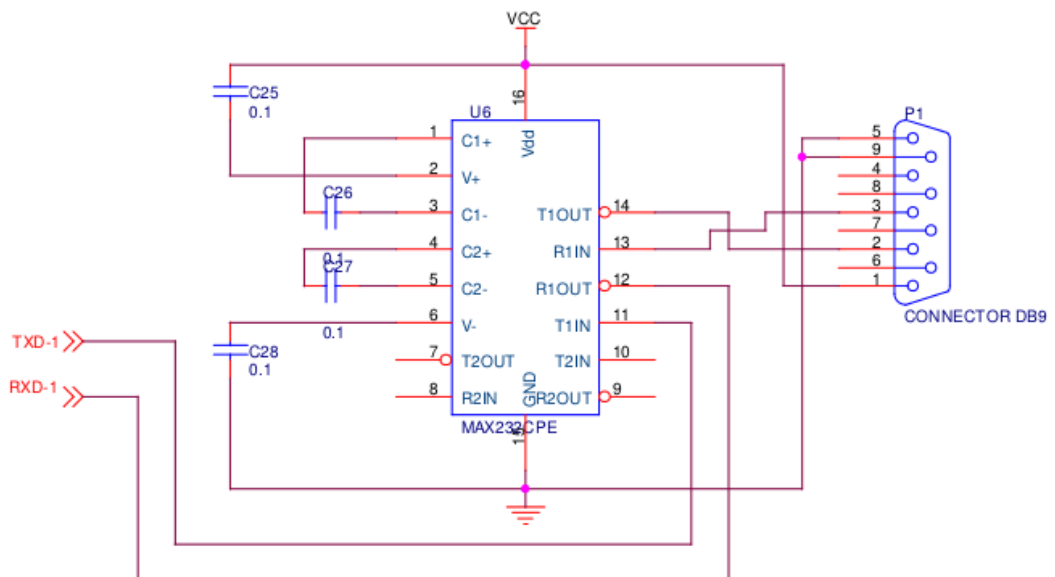 VCC
C25
0.1
16
U6
P1
1
C1+
Vdd
5
9
2
V+
4
8
C26
3
C1-
T1OUT
14
3
7
4
C2+
R1IN
13
2
0.1
C27
6
5
C2-
R1OUT
12
1
CONNECTOR DB9
6
V-
T1IN
11
0.1
TXD-1
C28
0.1
7
T2OUT
T2IN
10
RXD-1
8
R2IN
GND
R2OUT
9
MAX232CPE
15